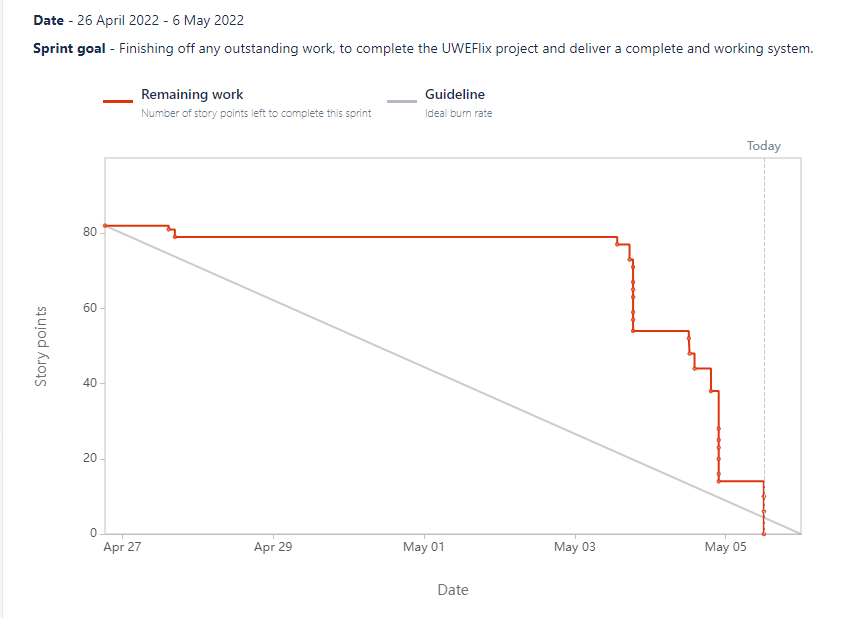 Date - 26 April 2022 - 6 May 2022
Sprint goal - Finishing off any outstanding work, to complete the UWEFlix project and deliver a complete and working system.
Remaining work
Number of story points left to complete this sprint
Guideline
Ideal burn rate
Today
80
60
40
20
0
Story points
Apr 27
Apr 29
May 01
May 03
May 05
Date